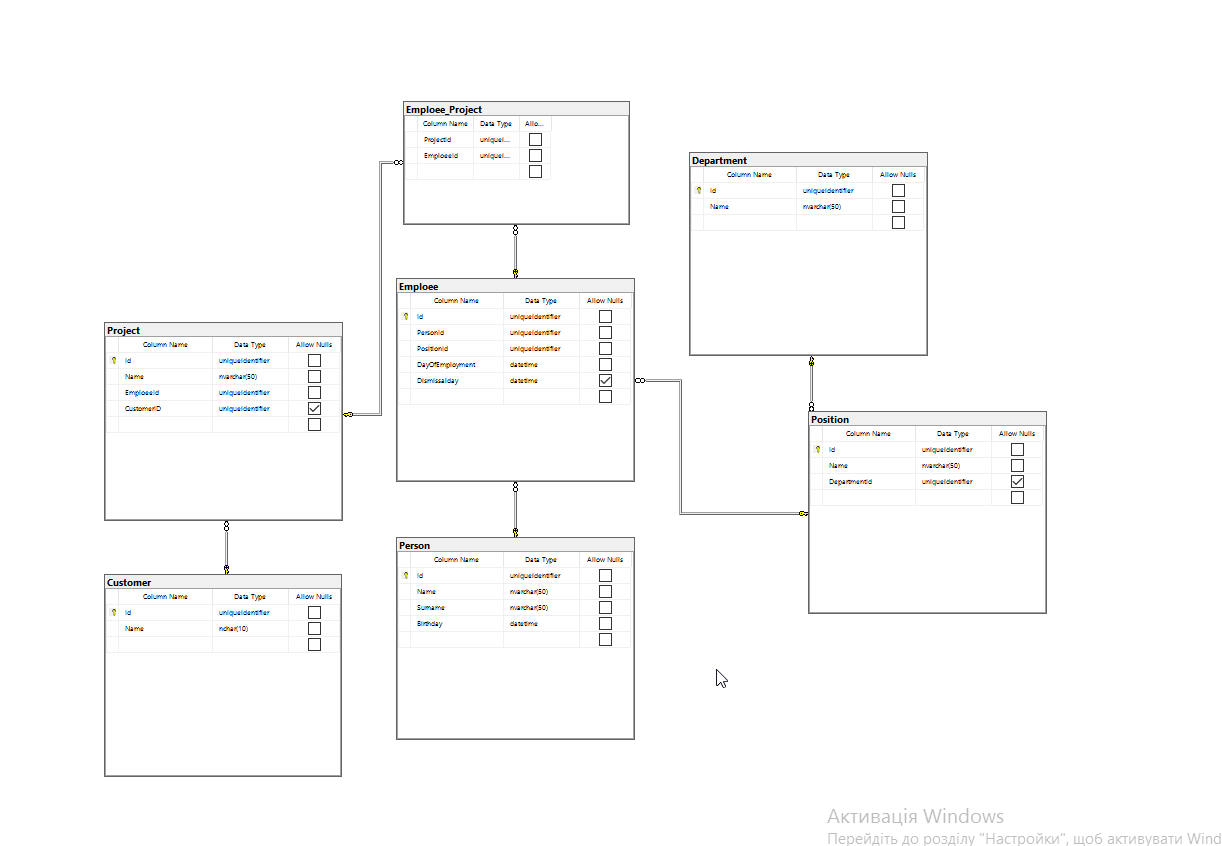 Emploee_Project
Column Name Data Type Allo...
ProjectId uniquei...
EmploeeId uniquei...
Department
Column Name Data Type Allow Nulls
Id uniqueidentifier
Name nvarchar(50)
Emploee
Column Name Data Type Allow Nulls
Id uniqueidentifier
PersonId uniqueidentifier
PositionId uniqueidentifier
DayOfEmployment datetime
Dismissalday datetime
Project
Column Name Data Type Allow Nulls
Id uniqueidentifier
Name nvarchar(50)
EmploeeId uniqueidentifier
CustomerID uniqueidentifier
Position
Column Name Data Type Allow Nulls
Id uniqueidentifier
Name nvarchar(50)
DepartmentId uniqueidentifier
Customer
Column Name Data Type Allow Nulls
Id uniqueidentifier
Name nchar(10)
Person
Column Name Data Type Allow Nulls
Id uniqueidentifier
Name nvarchar(50)
Surname nvarchar(50)
Birthday datetime
Активація Windows
Перейдіть до розділу "Настройки", щоб активувати Wind